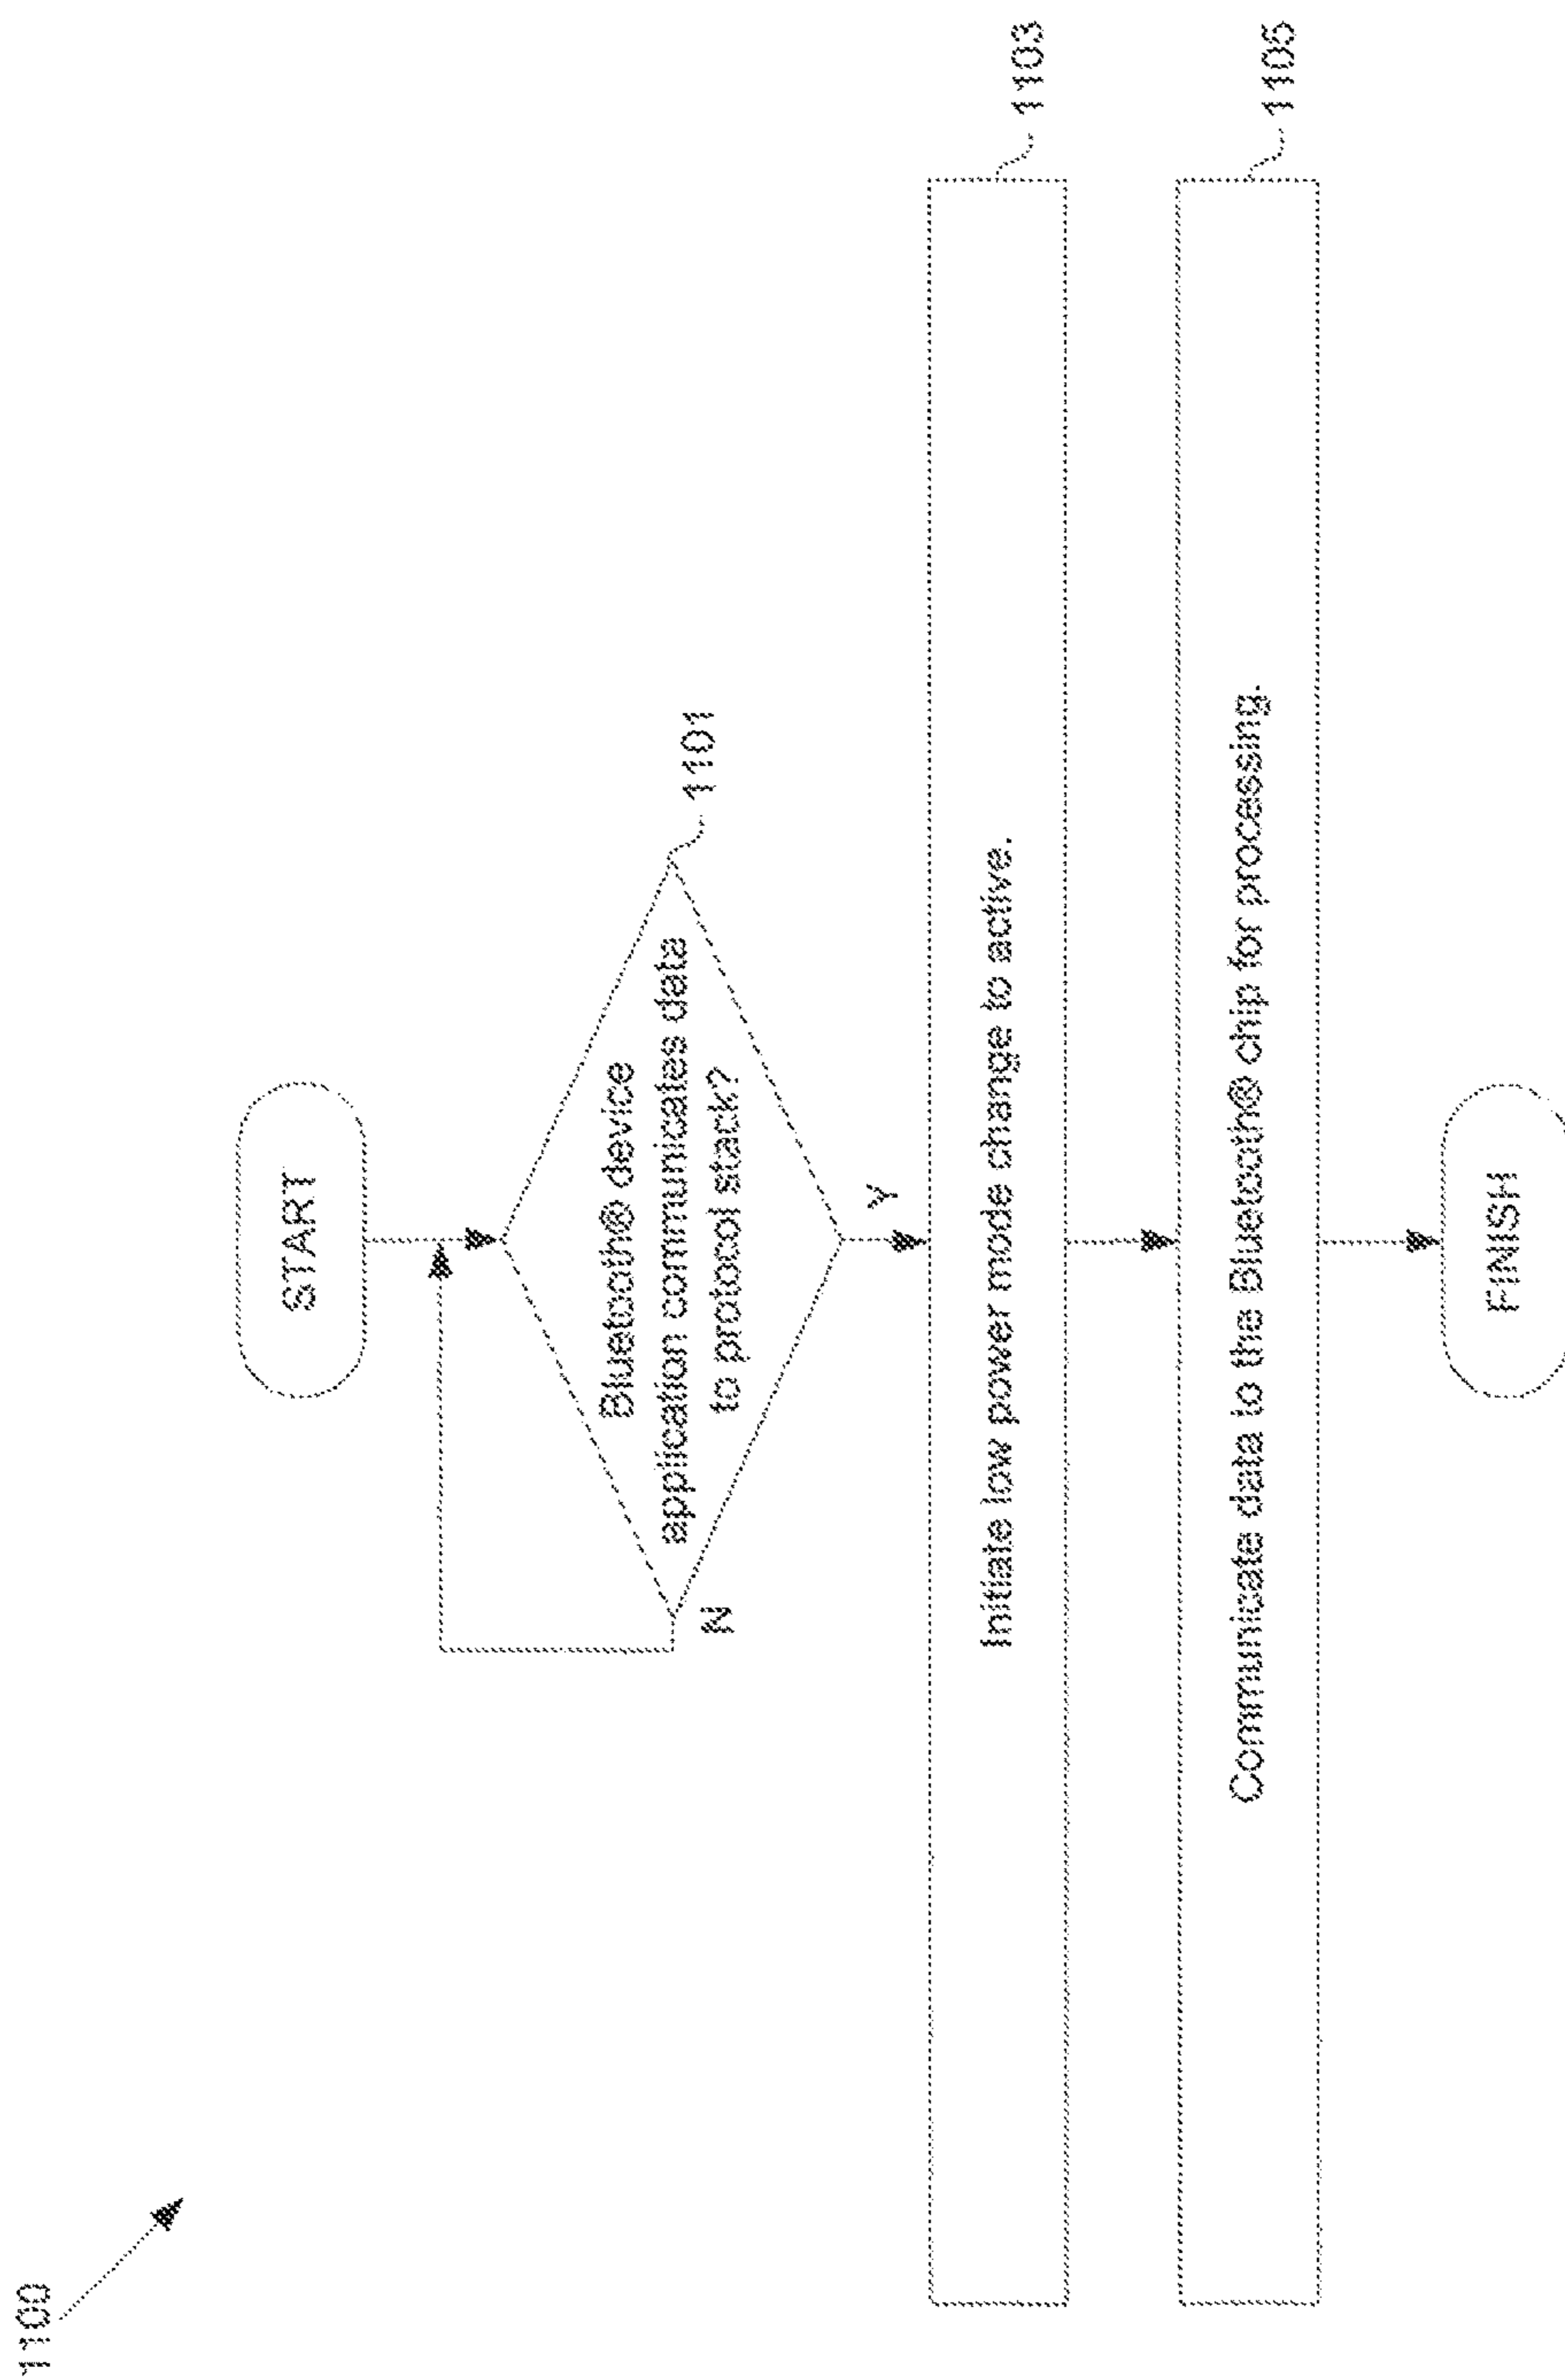 1100
START
Bluetooth® device
application communicates data
to protocol stack?
1101
N
Y
Initiate low power mode change to active.
1103
Communicate data to the Bluetooth® chip for processing.
1105
FINISH